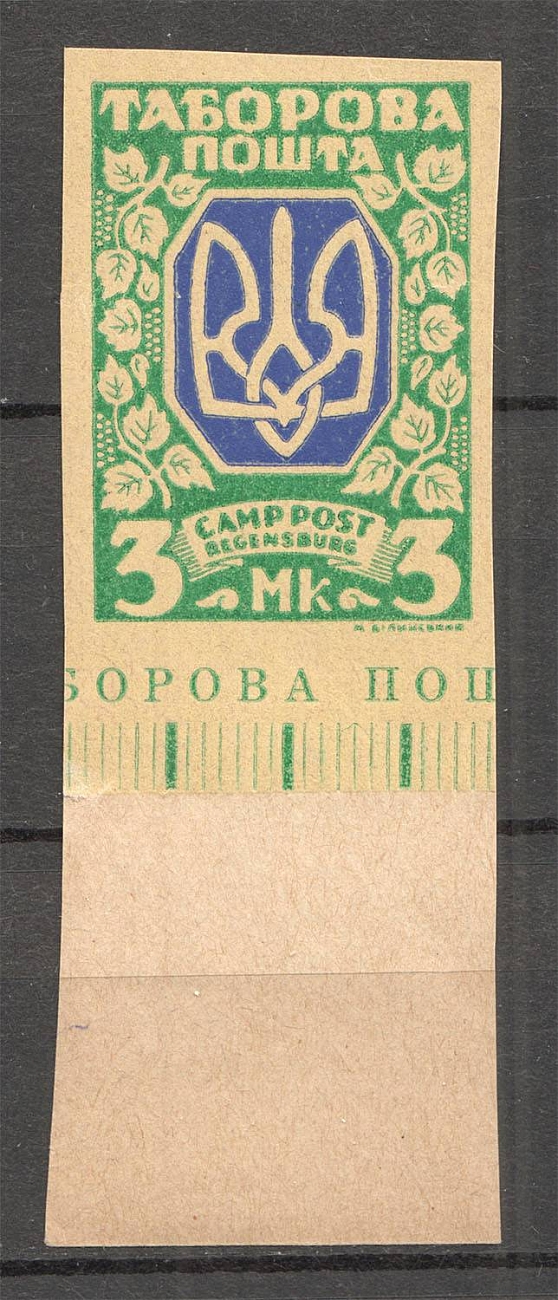 ТАБОРОВА
ПОШТА
CAMP POST
REGENSBURG
3 Mk 3
БОРОВА ПОШ